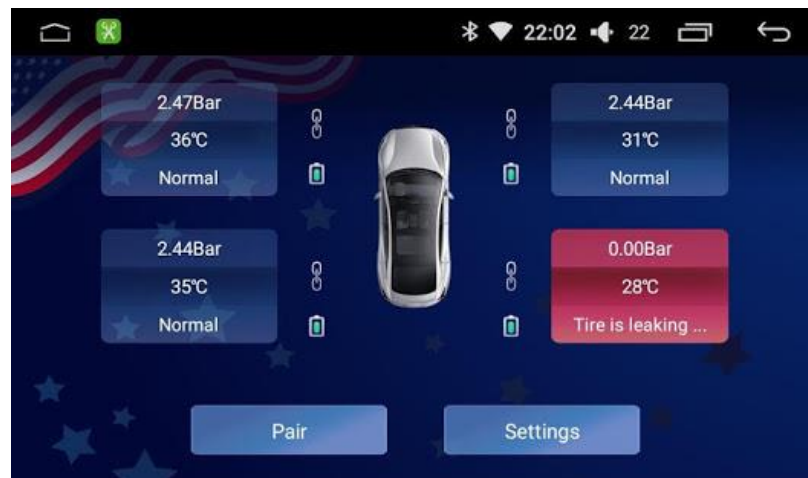 22:02 22
2.47Bar
36℃
Normal
2.44Bar
31℃
Normal
2.44Bar
35℃
Normal
0.00Bar
28℃
Tire is leaking ...
Pair
Settings